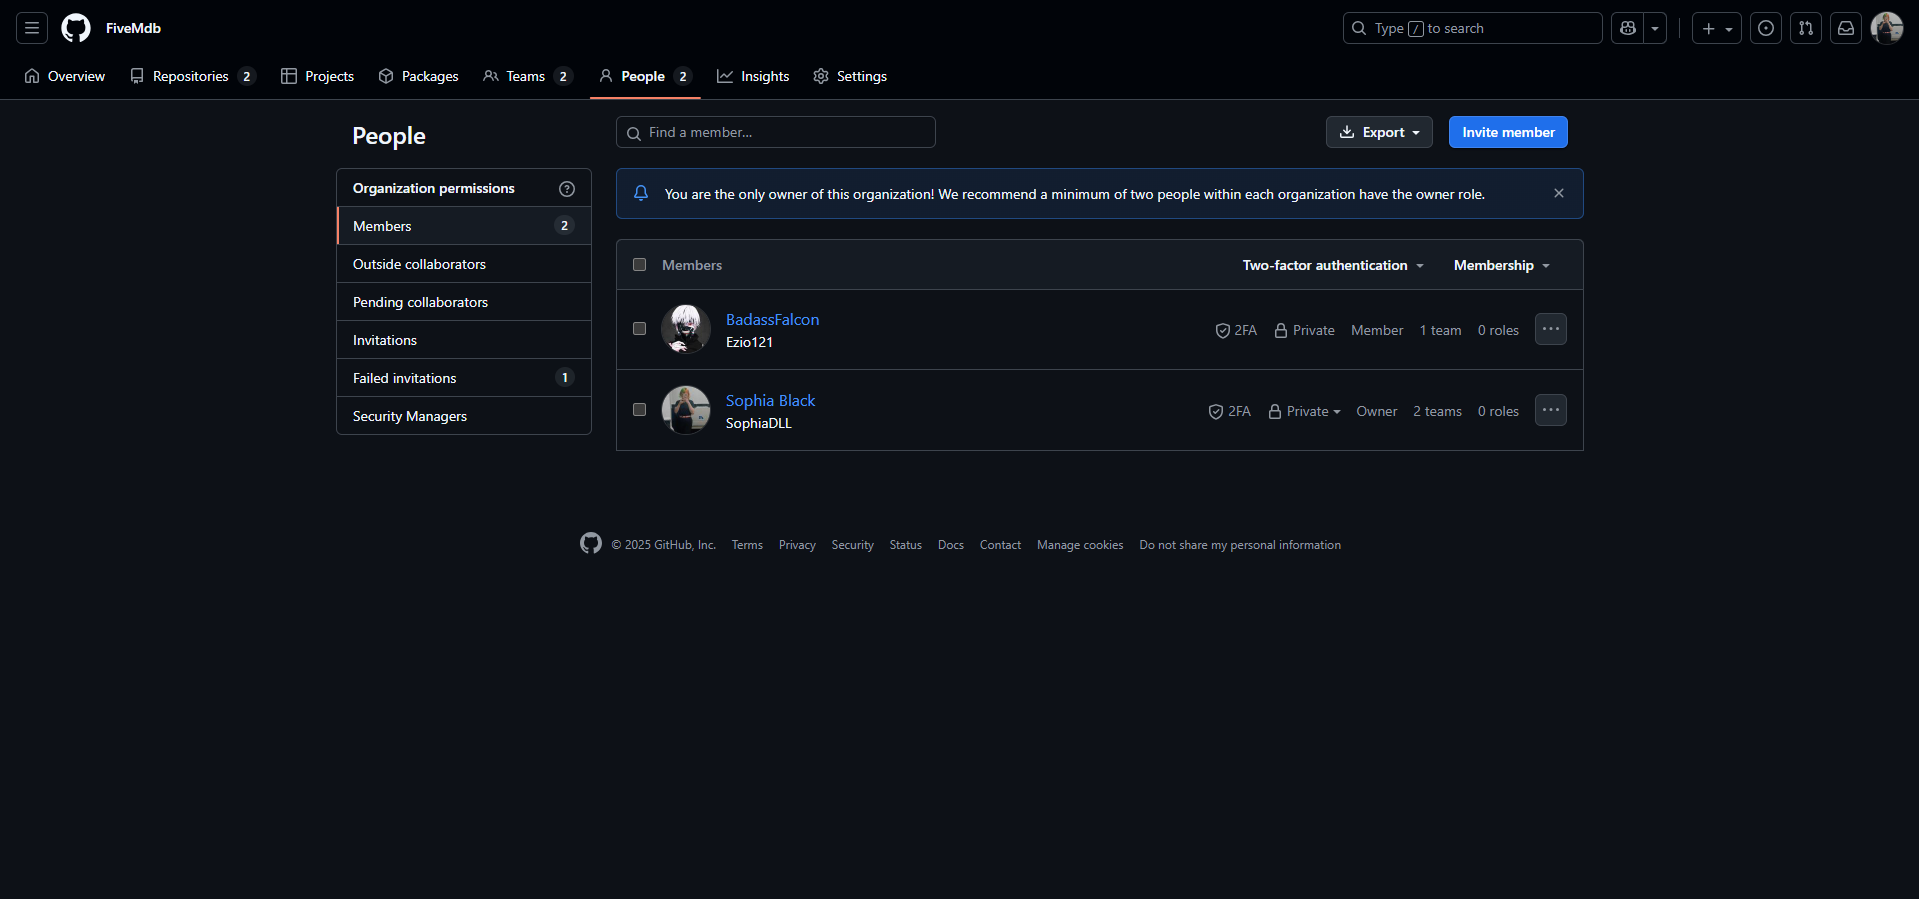 FiveMdb
Type / to search
Overview
Repositories 2
Projects
Packages
Teams 2
People 2
Insights
Settings
People
Organization permissions
Members 2
Outside collaborators
Pending collaborators
Invitations
Failed invitations 1
Security Managers
Find a member...
Export
Invite member
You are the only owner of this organization! We recommend a minimum of two people within each organization have the owner role.
Members
Two-factor authentication
Membership
BadassFalcon
Ezio121
2FA Private Member 1 team 0 roles
Sophia Black
SophiaDLL
2FA Private Owner 2 teams 0 roles
© 2025 GitHub, Inc. Terms Privacy Security Status Docs Contact Manage cookies Do not share my personal information